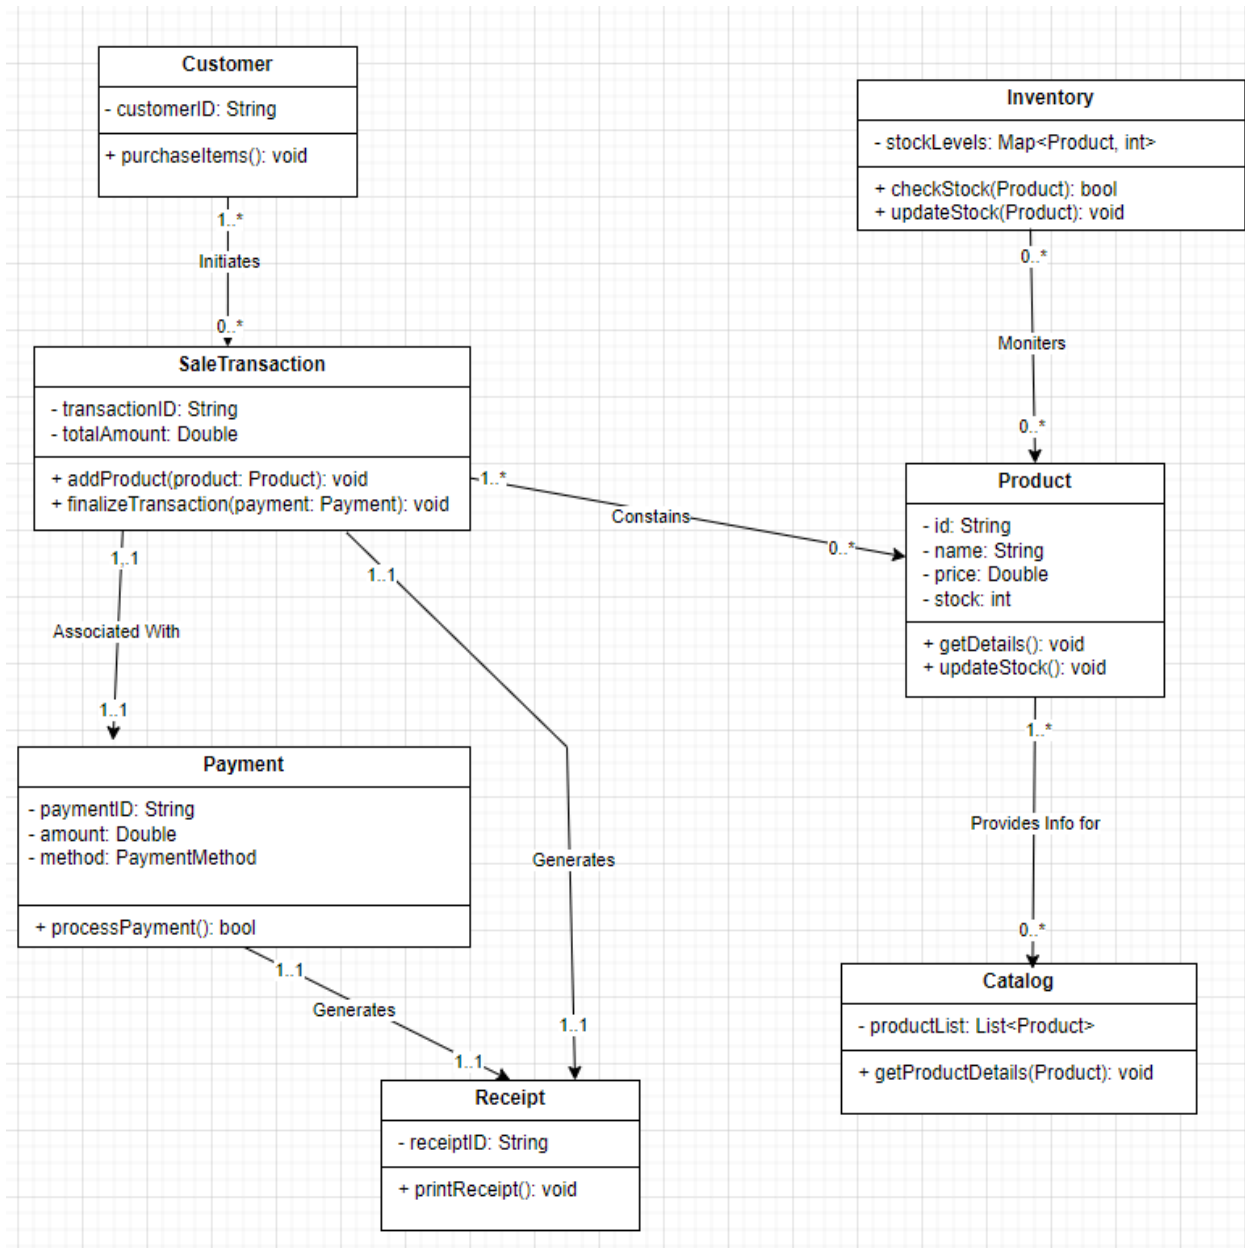 Customer
- customerID: String
+ purchaseItems(): void
1..*
Initiates
0..*
SaleTransaction
- transactionID: String
- totalAmount: Double
+ addProduct(product: Product): void
+ finalizeTransaction(payment: Payment): void
1,.1
Associated With
1..1
Payment
- paymentID: String
- amount: Double
- method: PaymentMethod
+ processPayment(): bool
1..1
Generates
1..1
1..1
Generates
1..1
Receipt
- receiptID: String
+ printReceipt(): void
1..*
Constains
0..*
Inventory
- stockLevels: Map<Product, int>
+ checkStock(Product): bool
+ updateStock(Product): void
0..*
Moniters
0..*
Product
- id: String
- name: String
- price: Double
- stock: int
+ getDetails(): void
+ updateStock(): void
1..*
Provides Info for
0..*
Catalog
- productList: List<Product>
+ getProductDetails(Product): void